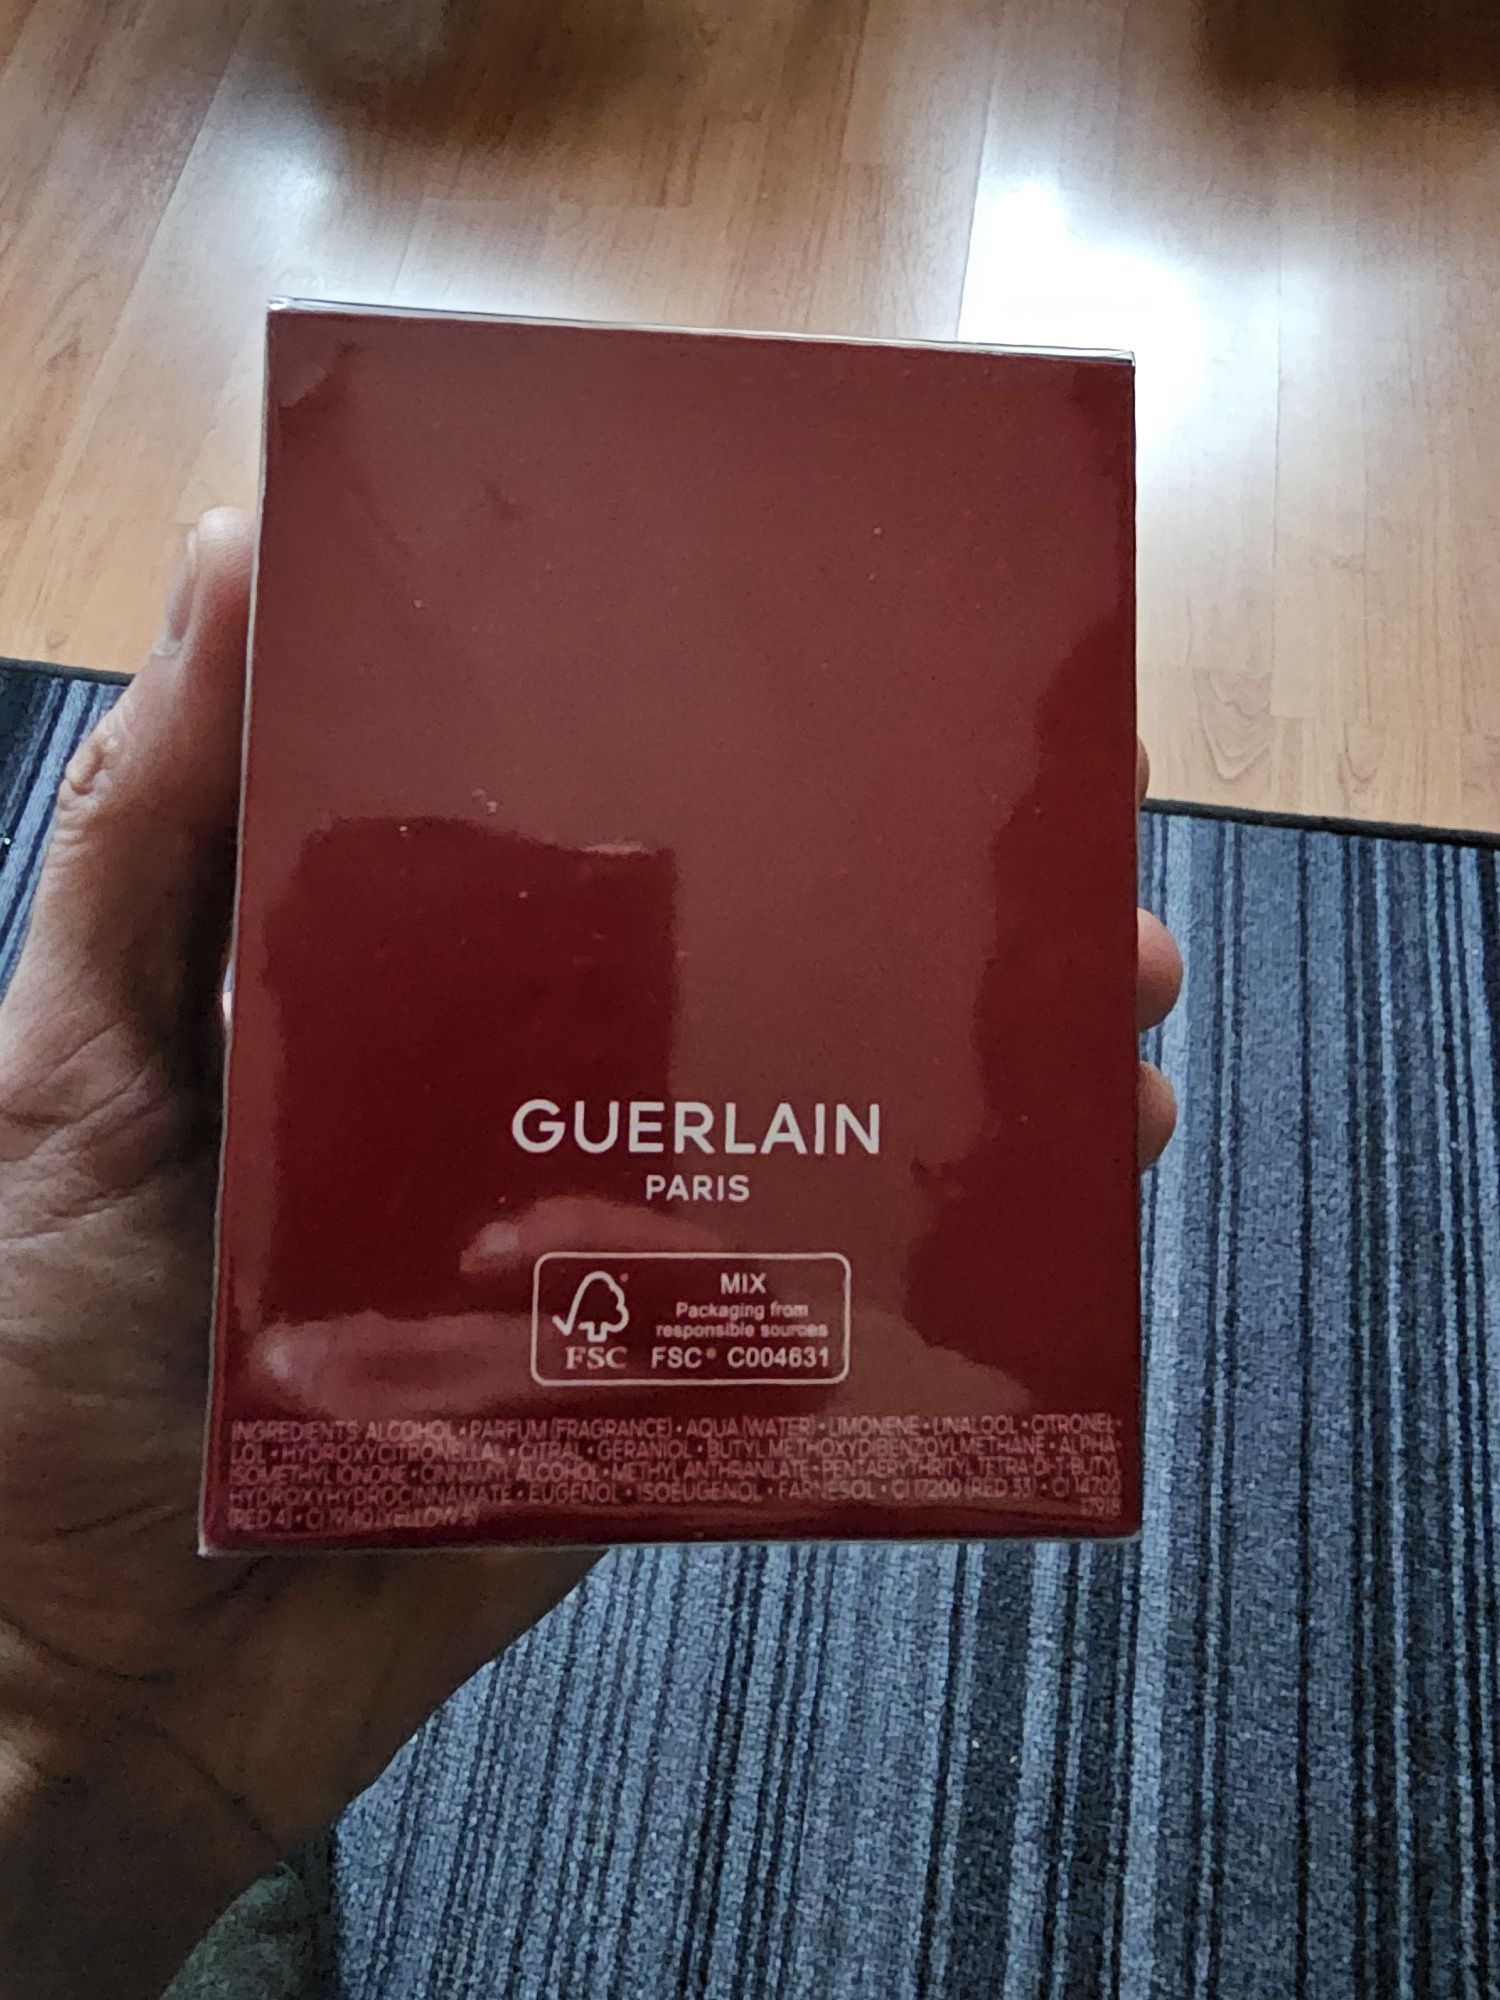 GUERLAIN
PARIS
MIX
Packaging from
responsible sources
FSC FSC® C004631
INGREDIENTS: ALCOHOL • PARFUM (FRAGRANCE) • AQUA (WATER) • LIMONENE • LINALOOL • CITRONEL-
LOL • HYDROXYCITRONELLAL • CITRAL • GERANIOL • BUTYL METHOXYDIBENZOYLMETHANE • ALPHA-
ISOMETHYL IONONE • CINNAMYL ALCOHOL • METHYL ANTHRANILATE • PENTAERYTHRITYL TETRA-DI-T-BUTYL
HYDROXYHYDROCINNAMATE • EUGENOL • ISOEUGENOL • FARNESOL • CI 17200 (RED 33) • CI 14700
(RED 4) • CI 19140 (YELLOW 5)